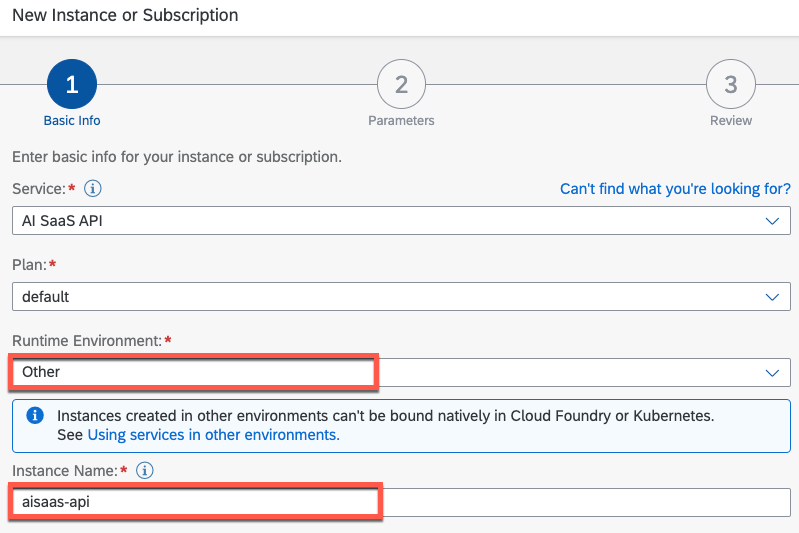 New Instance or Subscription
1
2
3
Basic Info
Parameters
Review
Enter basic info for your instance or subscription.
Service:* i
Can't find what you're looking for?
AI SaaS API
Plan:*
default
Runtime Environment:*
Other
i Instances created in other environments can't be bound natively in Cloud Foundry or Kubernetes.
See Using services in other environments.
Instance Name:* i
aisaas-api